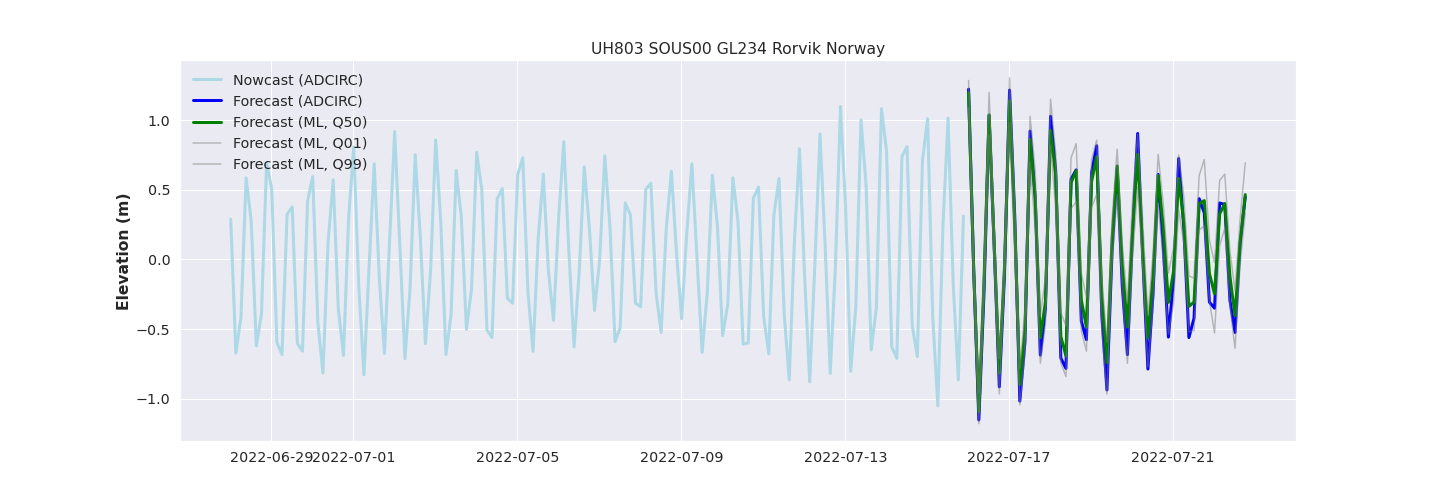 UH803 SOUS00 GL234 Rorvik Norway
Nowcast (ADCIRC)
Forecast (ADCIRC)
Forecast (ML, Q50)
Forecast (ML, Q01)
Forecast (ML, Q99)
Elevation (m)
1.0
0.5
0.0
−0.5
−1.0
2022-06-29 2022-07-01 2022-07-05 2022-07-09 2022-07-13 2022-07-17 2022-07-21